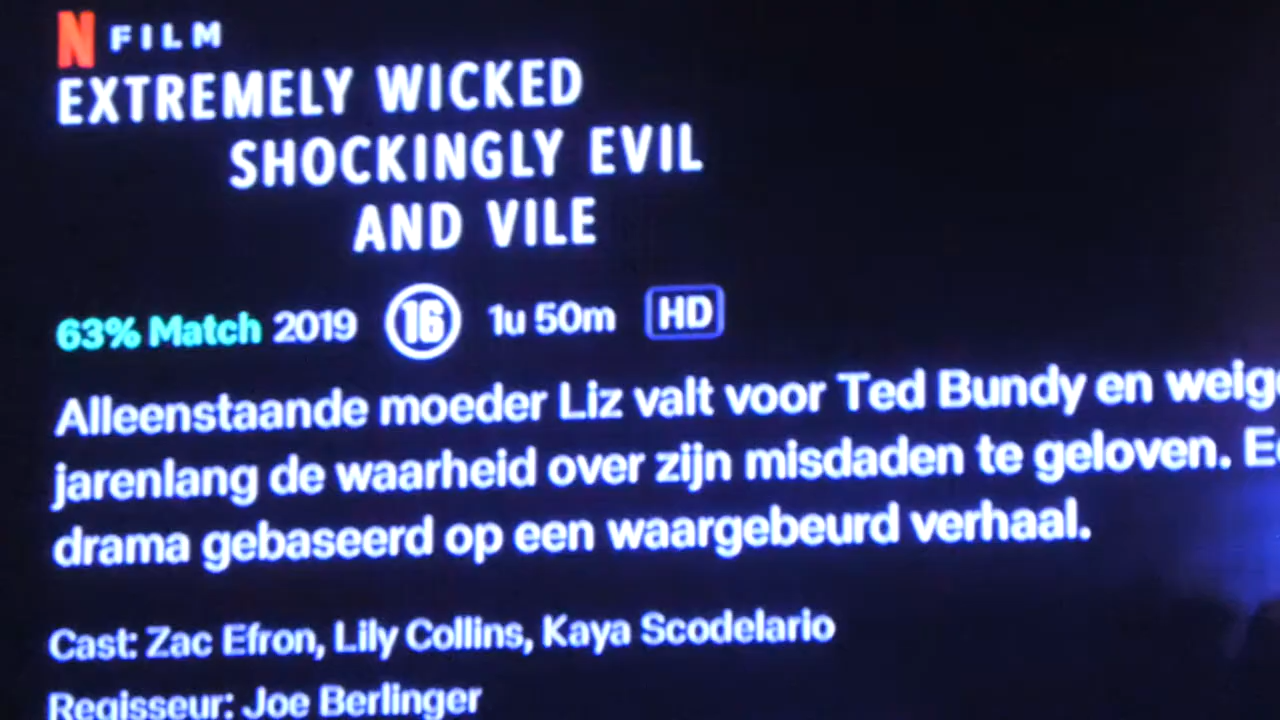 N FILM
EXTREMELY WICKED
SHOCKINGLY EVIL
AND VILE
63% Match 2019 16 1u 50m HD
Alleenstaande moeder Liz valt voor Ted Bundy en
jarenlang de waarheid over zijn misdaden te geloven.
drama gebaseerd op een waargebeurd verhaal.
Cast: Zac Efron, Lily Collins, Kaya Scodelario
Regisseur: Joe Berlinger